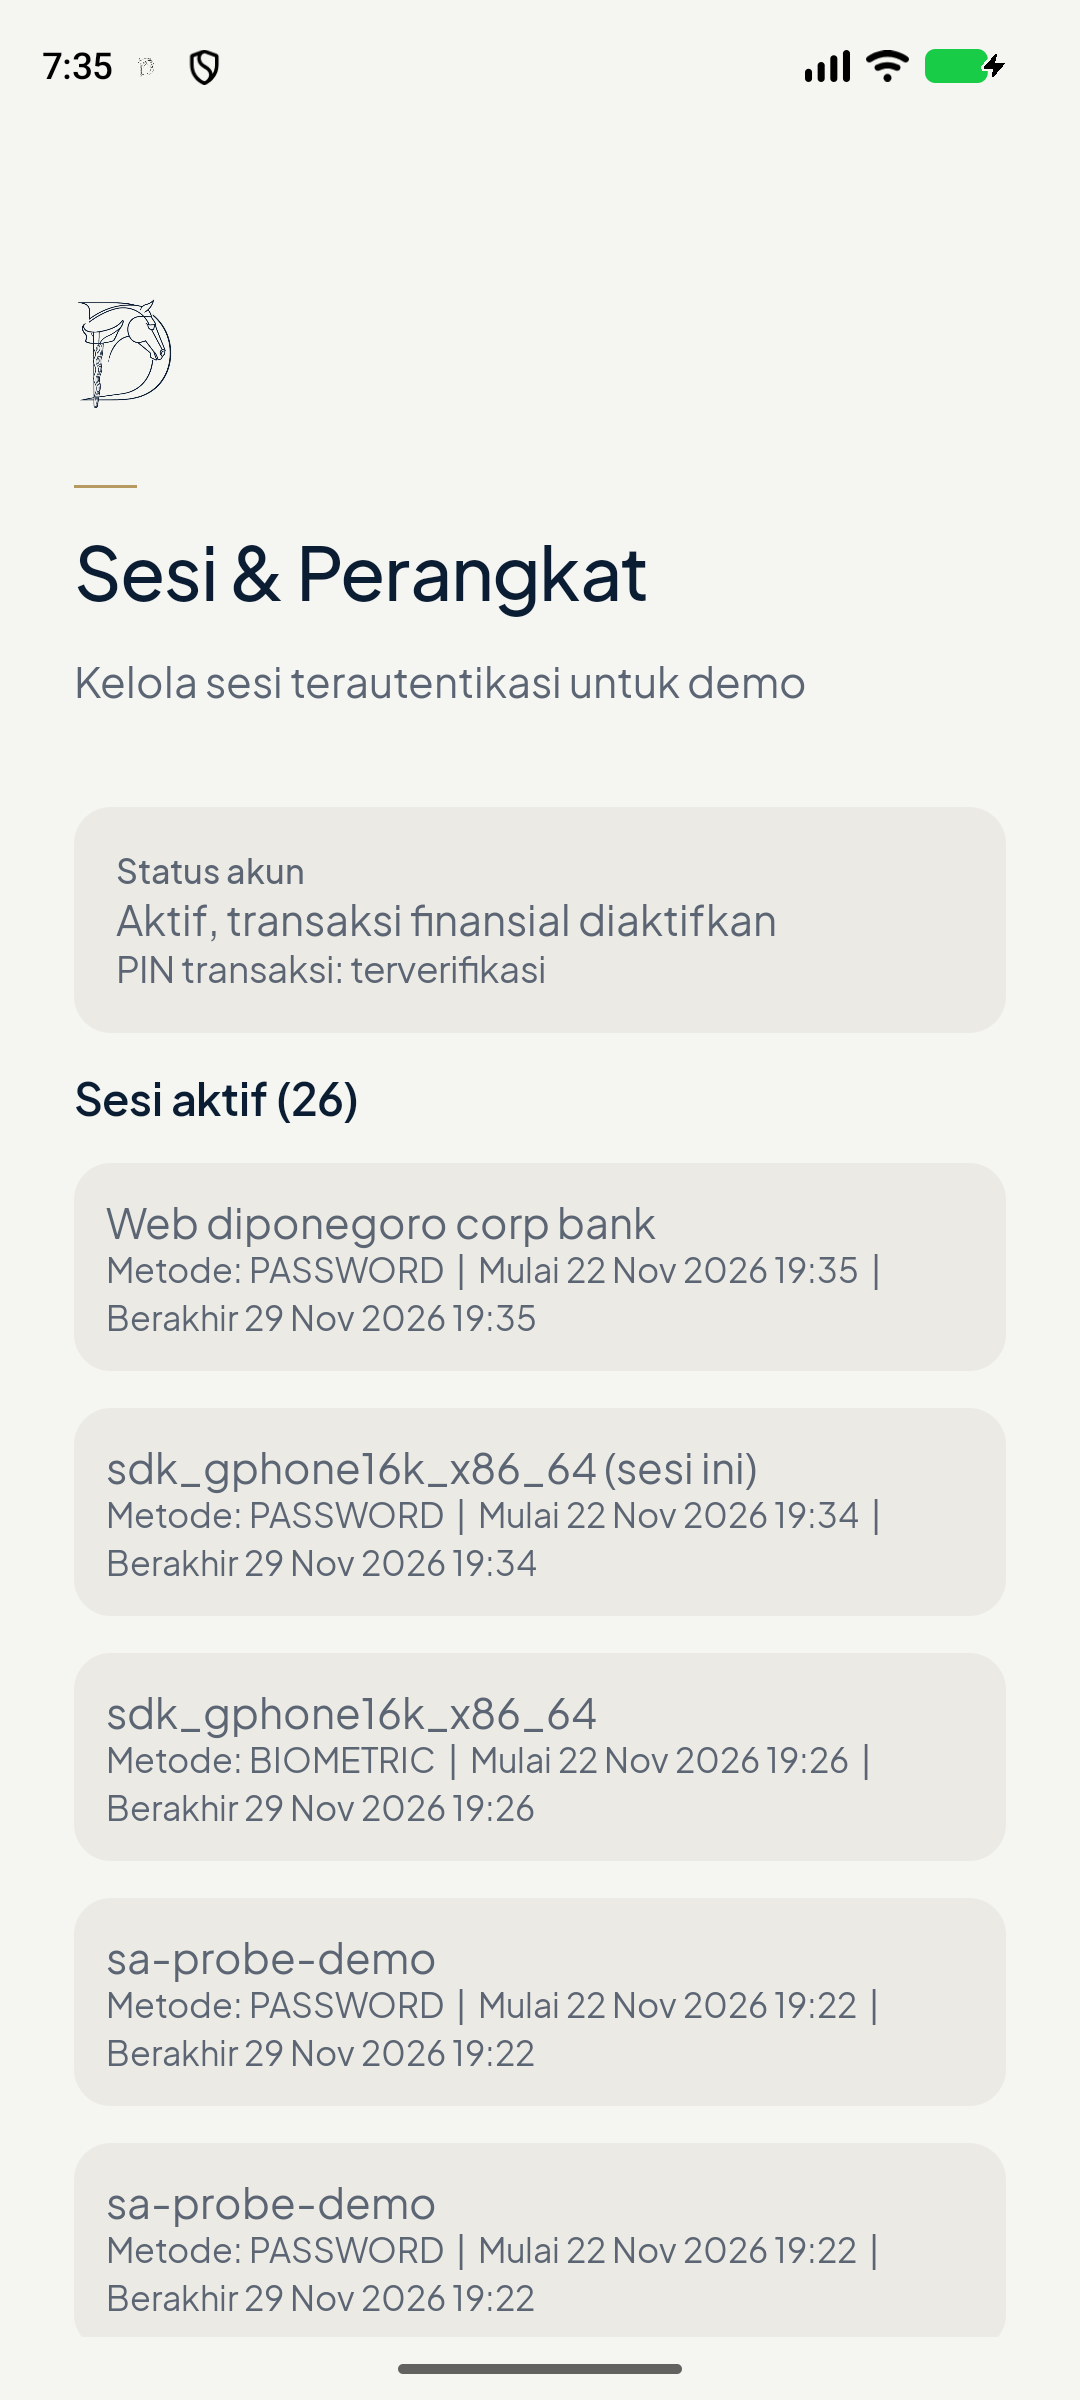 7:35
Sesi & Perangkat
Kelola sesi terautentikasi untuk demo
Status akun
Aktif, transaksi finansial diaktifkan
PIN transaksi: terverifikasi
Sesi aktif (26)
Web diponegoro corp bank
Metode: PASSWORD | Mulai 22 Nov 2026 19:35 |
Berakhir 29 Nov 2026 19:35
sdk_gphone16k_x86_64 (sesi ini)
Metode: PASSWORD | Mulai 22 Nov 2026 19:34 |
Berakhir 29 Nov 2026 19:34
sdk_gphone16k_x86_64
Metode: BIOMETRIC | Mulai 22 Nov 2026 19:26 |
Berakhir 29 Nov 2026 19:26
sa-probe-demo
Metode: PASSWORD | Mulai 22 Nov 2026 19:22 |
Berakhir 29 Nov 2026 19:22
sa-probe-demo
Metode: PASSWORD | Mulai 22 Nov 2026 19:22 |
Berakhir 29 Nov 2026 19:22